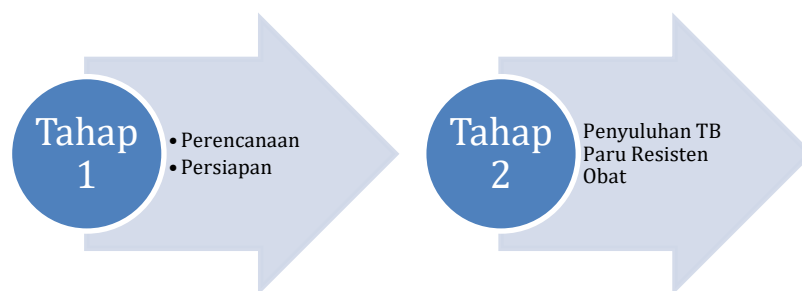 Tahap
1
• Perencanaan
• Persiapan
Tahap
2
Penyuluhan TB
Paru Resisten
Obat